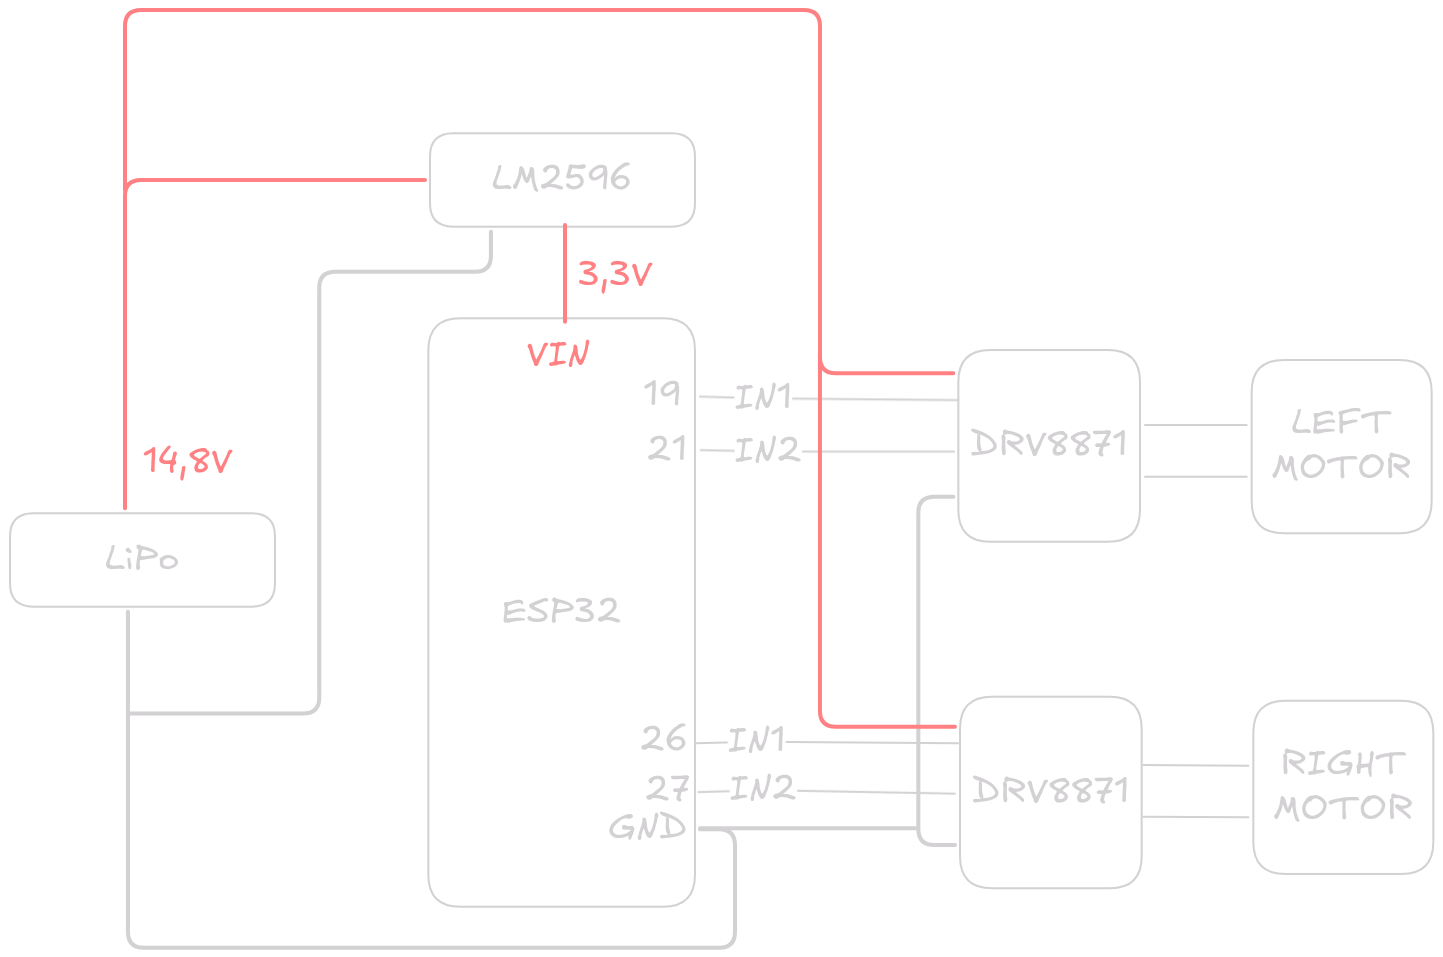 LM2596
3,3V
VIN
19
IN1
21
IN2
DRV8871
LEFT
MOTOR
14,8V
LiPo
ESP32
26
IN1
27
IN2
GND
DRV8871
RIGHT
MOTOR